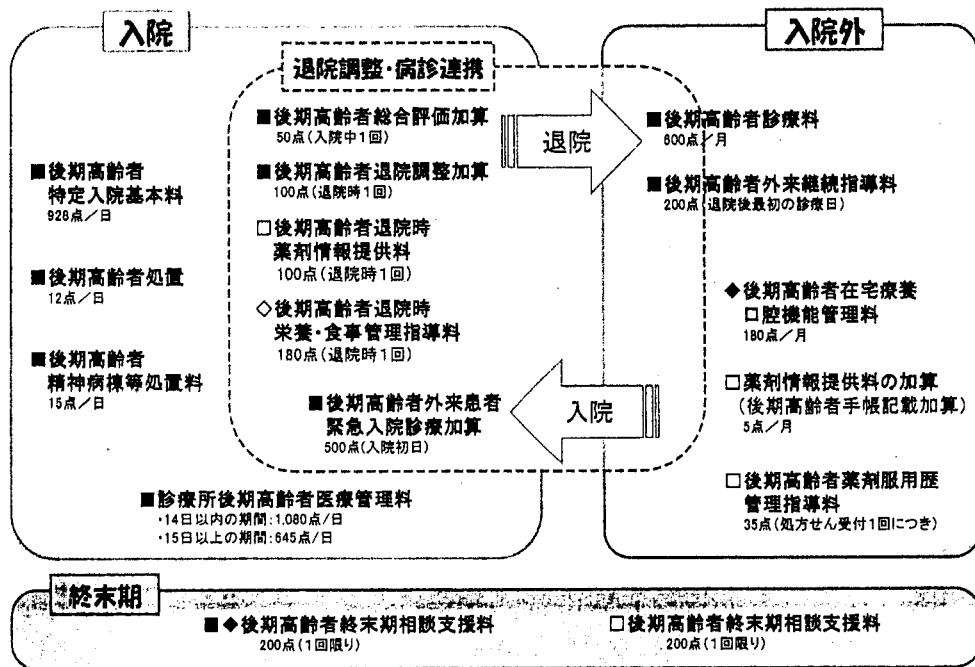 入院
退院調整・病診連携
■後期高齢者総合評価加算
50点(入院中1回)
■後期高齢者退院調整加算
100点(退院時1回)
□後期高齢者退院時
薬剤情報提供料
100点(退院時1回)
◇後期高齢者退院時
栄養・食事管理指導料
180点(退院時1回)
■後期高齢者外来患者
緊急入院診療加算
500点(入院初日)
■後期高齢者
特定入院基本料
928点/日
■後期高齢者処置
12点/日
■後期高齢者
精神病棟等処置料
15点/日
■診療所後期高齢者医療管理料
・14日以内の期間:1,080点/日
・15日以上の期間:645点/日
退院
入院
入院外
■後期高齢者診療料
600点/月
■後期高齢者外来継続指導料
200点(退院後最初の診療日)
◆後期高齢者在宅療養
口腔機能管理料
180点/月
□薬剤情報提供料の加算
(後期高齢者手帳記載加算)
5点/月
□後期高齢者薬剤服用歴
管理指導料
35点(処方せん受付1回につき)
終末期
■◆後期高齢者終末期相談支援料
200点(1回限り)
□後期高齢者終末期相談支援料
200点(1回限り)